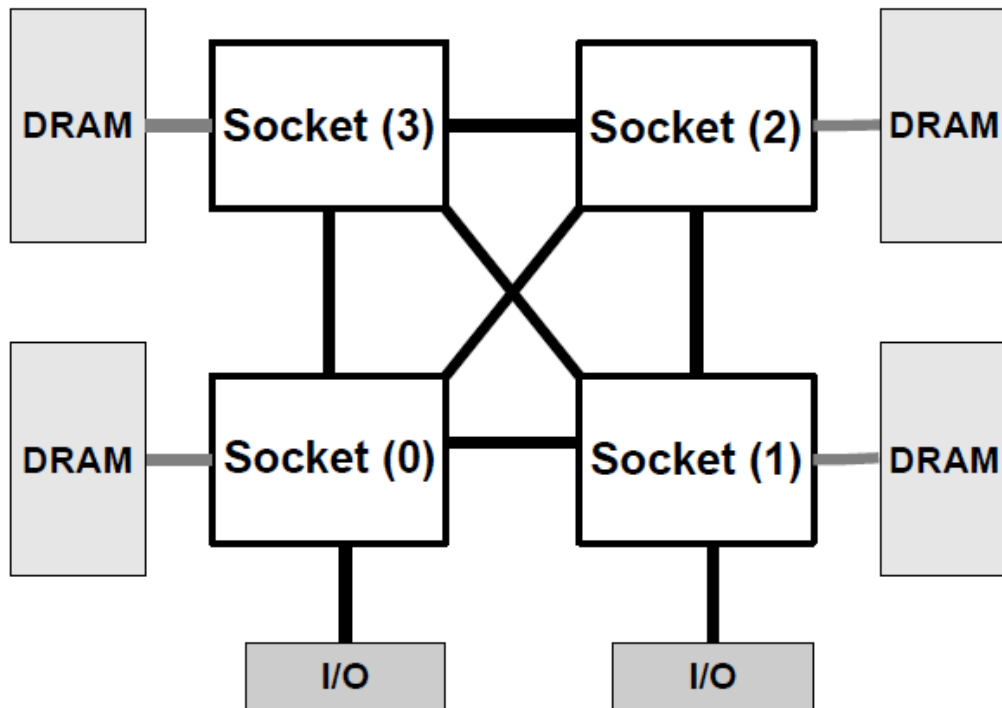 DRAM
Socket (3)
Socket (2)
DRAM
DRAM
Socket (0)
Socket (1)
DRAM
I/O
I/O